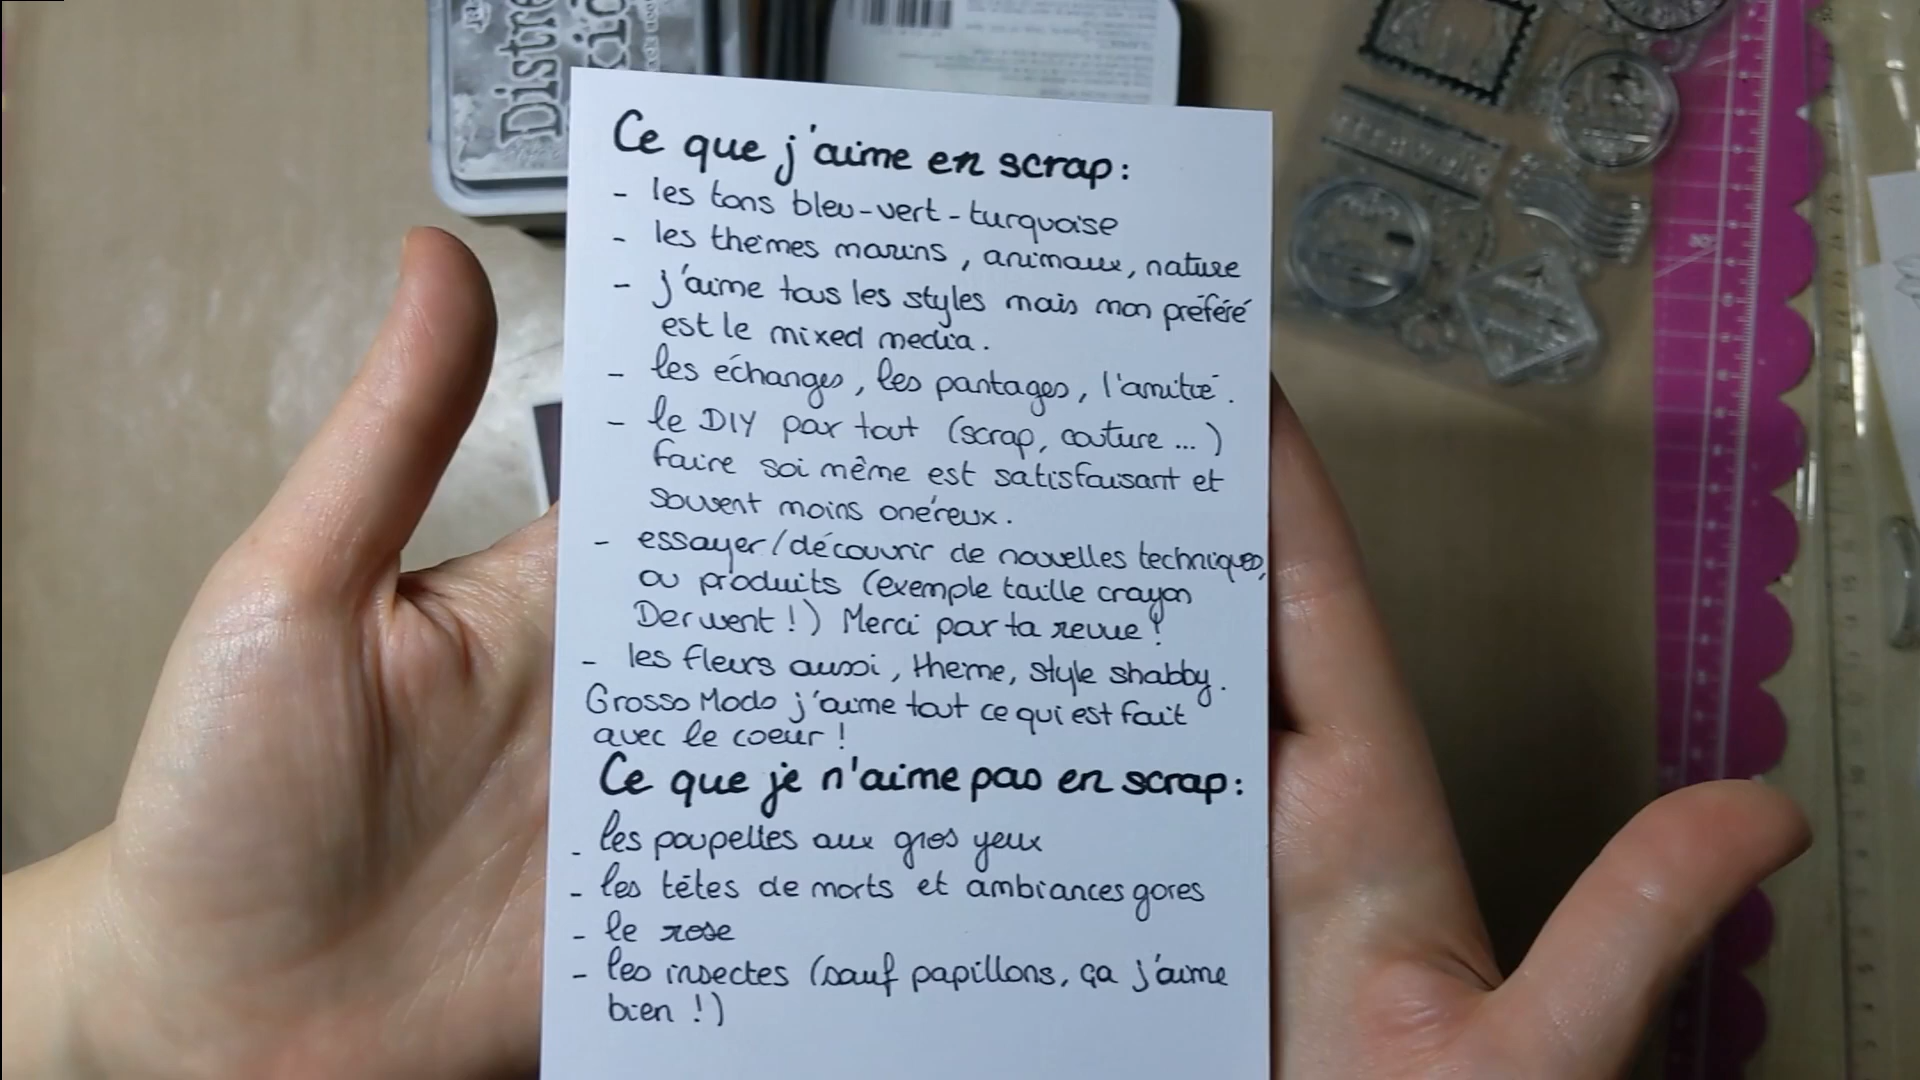 Distre
Ce que j'aime en scrap:
- les tons bleu-vert-turquoise
- les thèmes marins, animaux, nature
- j'aime tous les styles mais mon préféré
est le mixed media.
- les échanges, les partages, l'amitié.
- le DIY par tout (scrap, couture ... )
faire soi même est satisfaisant et
souvent moins onéreux.
- essayer/découvrir de nouvelles techniques,
ou produits (exemple taille crayon
Derwent !) Merci par ta revue !
- les fleurs aussi, thème, style shabby.
Grosso Modo j'aime tout ce qui est fait
avec le coeur !
Ce que je n'aime pas en scrap:
- les poupettes aux gros yeux
- les têtes de morts et ambiances gores
- le rose
- les insectes (sauf papillons, ça j'aime
bien !)